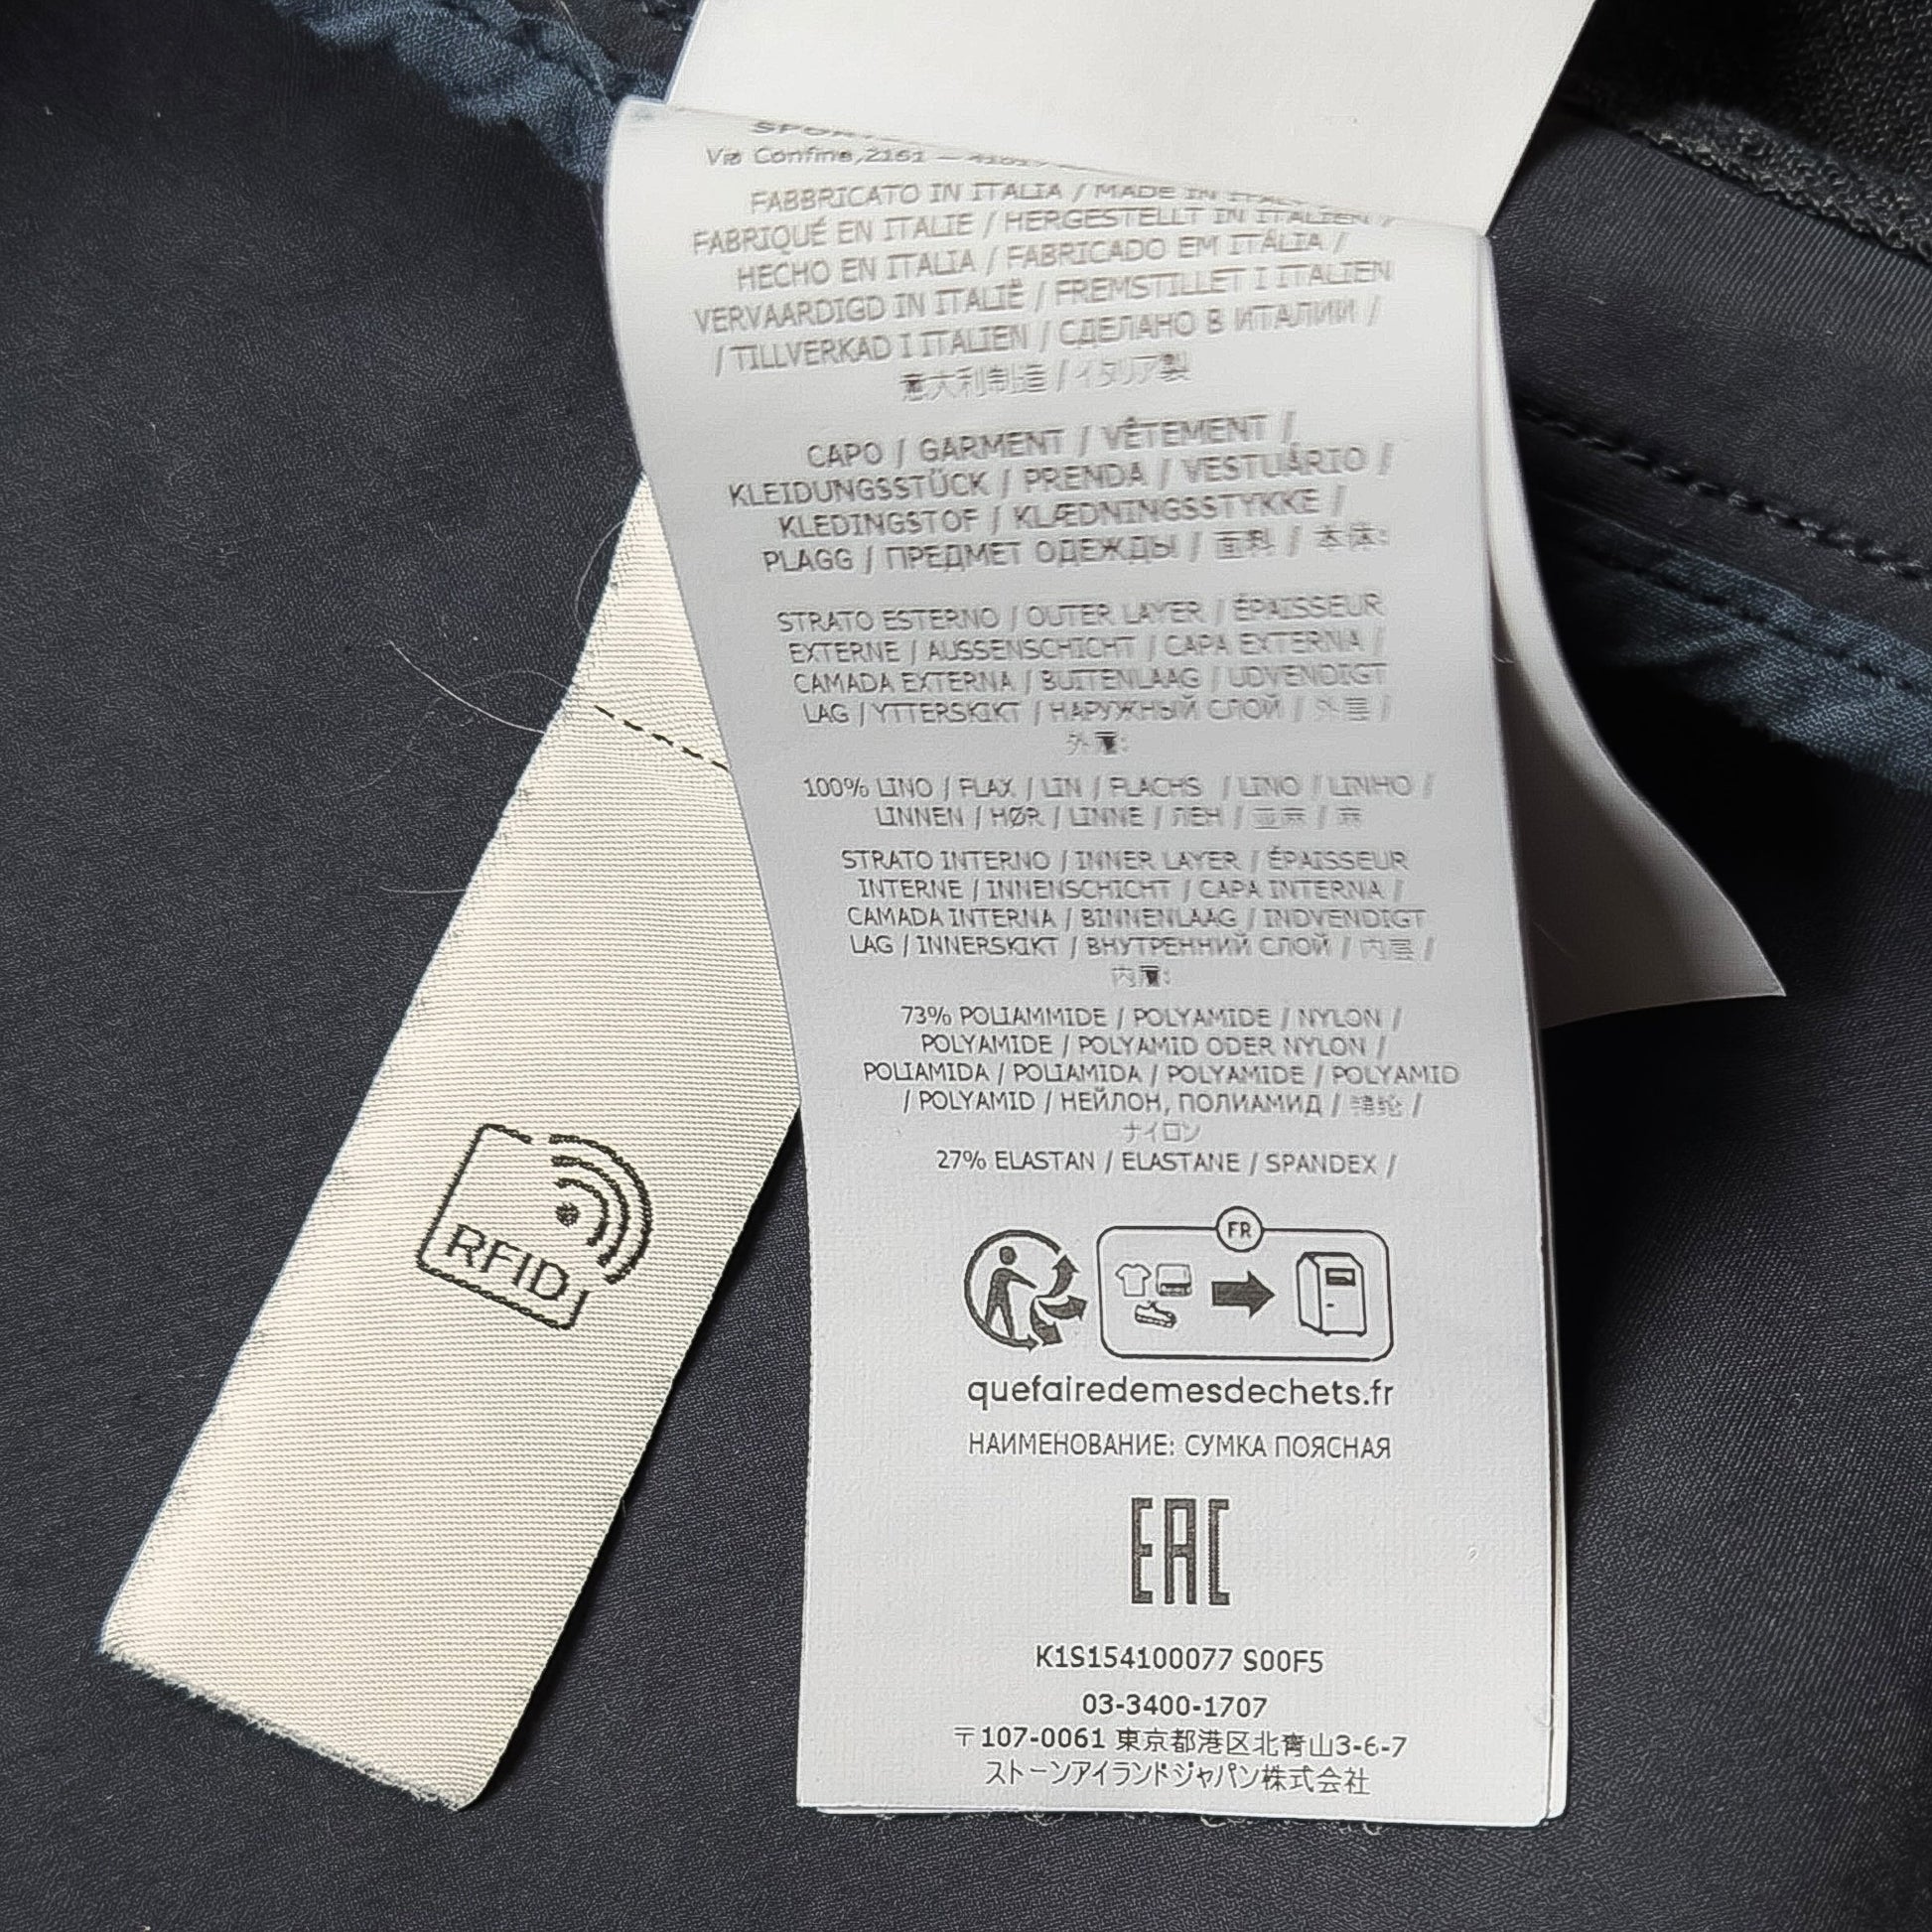 Via Confine,2161 –
FABBRICATO IN ITALIA / MADE IN
FABRIQUÉ EN ITALIE / HERGESTELLT IN ITALIEN /
HECHO EN ITALIA / FABRICADO EM ITÁLIA /
VERVAARDIGD IN ITALIË / FREMSTILLET I ITALIEN
/ TILLVERKAD I ITALIEN / СДЕЛАНО В ИТАЛИИ /
意大利制造 / イタリア製
CAPO / GARMENT / VÊTEMENT /
KLEIDUNGSSTÜCK / PRENDA / VESTUÁRIO /
KLEDINGSTOF / KLÆDNINGSSTYKKE /
PLAGG / ПРЕДМЕТ ОДЕЖДЫ / 面料 / 本体:
STRATO ESTERNO / OUTER LAYER / ÉPAISSEUR
EXTERNE / AUSSENSCHICHT / CAPA EXTERNA /
CAMADA EXTERNA / BUITENLAAG / UDVENDIGT
LAG / YTTERSKIKT / НАРУЖНЫЙ СЛОЙ / 外层 /
外層:
100% LINO / FLAX / LIN / FLACHS / LINO / LINHO /
LINNEN / HØR / LINNE / ЛЕН / 亚麻 / 麻
STRATO INTERNO / INNER LAYER / ÉPAISSEUR
INTERNE / INNENSCHICHT / CAPA INTERNA /
CAMADA INTERNA / BINNENLAAG / INDVENDIGT
LAG / INNERSKIKT / ВНУТРЕННИЙ СЛОЙ / 内层 /
内層:
73% POLIAMMIDE / POLYAMIDE / NYLON /
POLYAMIDE / POLYAMID ODER NYLON /
POLIAMIDA / POLIAMIDA / POLYAMIDE / POLYAMID
/ POLYAMID / НЕЙЛОН, ПОЛИАМИД / 锦纶 /
ナイロン
27% ELASTAN / ELASTANE / SPANDEX /
FR
quefairedemesdechets.fr
НАИМЕНОВАНИЕ: СУМКА ПОЯСНАЯ
EAC
K1S154100077 S00F5
03-3400-1707
〒107-0061 東京都港区北青山3-6-7
ストーンアイランドジャパン株式会社
RFID